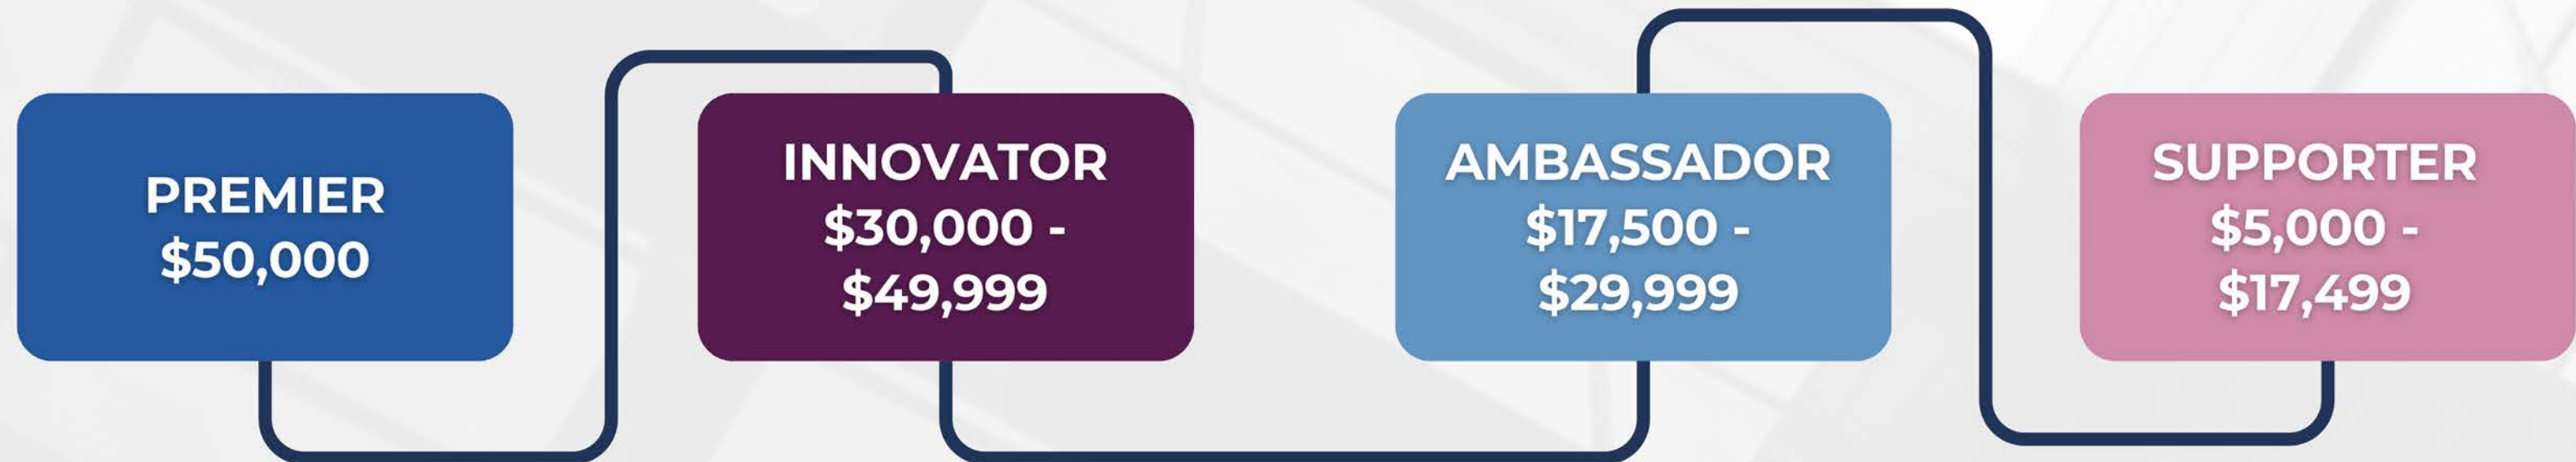 PREMIER
$50,000
INNOVATOR
$30,000 -
$49,999
AMBASSADOR
$17,500 -
$29,999
SUPPORTER
$5,000 -
$17,499